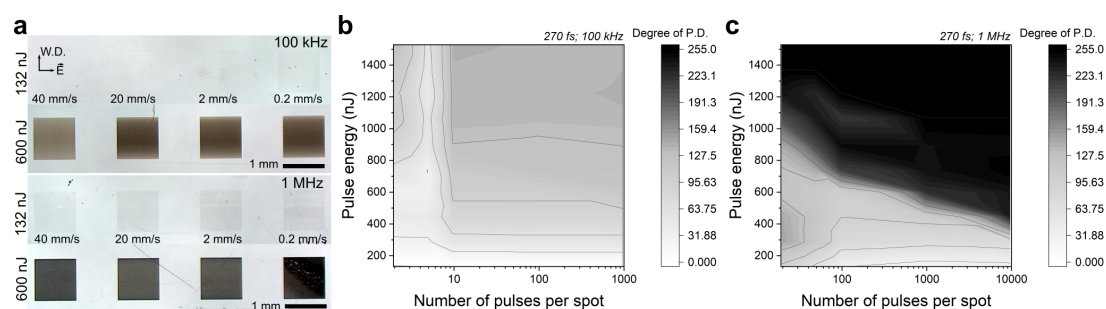 a
100 kHz
W.D.
E
132 nJ
40 mm/s 20 mm/s 2 mm/s 0.2 mm/s
600 nJ
1 mm
1 MHz
132 nJ
40 mm/s 20 mm/s 2 mm/s 0.2 mm/s
600 nJ
1 mm
b
270 fs; 100 kHz
Degree of P.D.
Pulse energy (nJ)
1400
1200
1000
800
600
400
200
10 100 1000
Number of pulses per spot
255.0
223.1
191.3
159.4
127.5
95.63
63.75
31.88
0.000
c
270 fs; 1 MHz
Degree of P.D.
Pulse energy (nJ)
1400
1200
1000
800
600
400
200
100 1000 10000
Number of pulses per spot
255.0
223.1
191.3
159.4
127.5
95.63
63.75
31.88
0.000